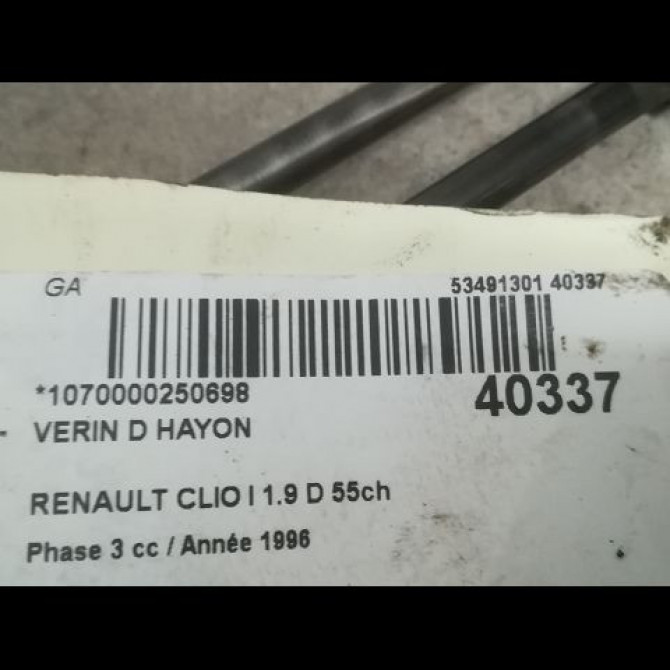 GA
53491301 40337
*1070000250698
40337
- VERIN D HAYON
RENAULT CLIO I 1.9 D 55ch
Phase 3 cc / Année 1996